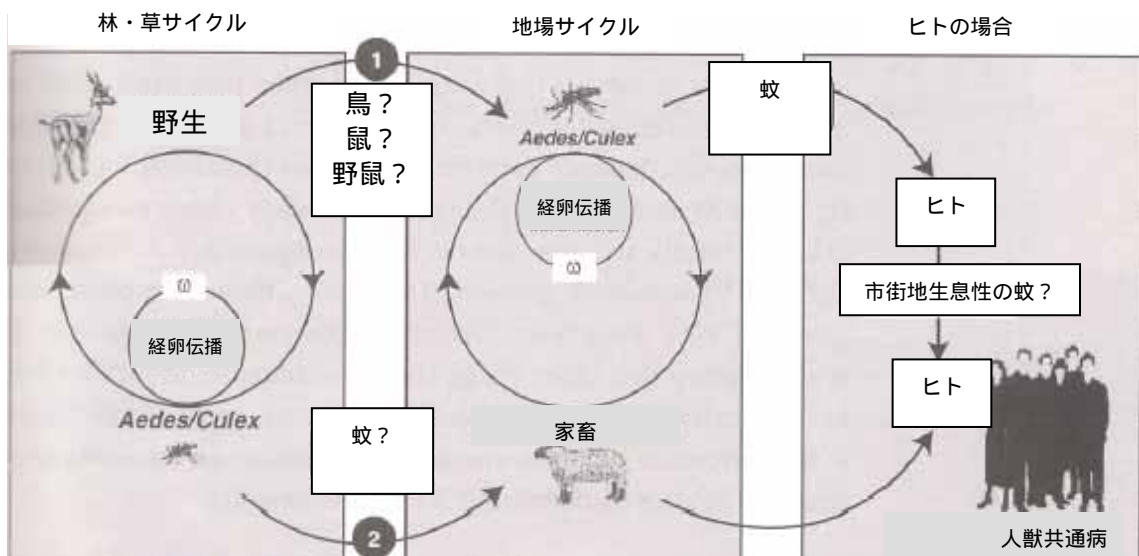 林・草サイクル
地場サイクル
ヒトの場合
1
野生
鳥？
鼠？
野鼠？
Aedes/Culex
経卵伝播
ω
蚊
ヒト
市街地生息性の蚊？
ヒト
ω
経卵伝播
Aedes/Culex
蚊？
家畜
2
人獣共通病